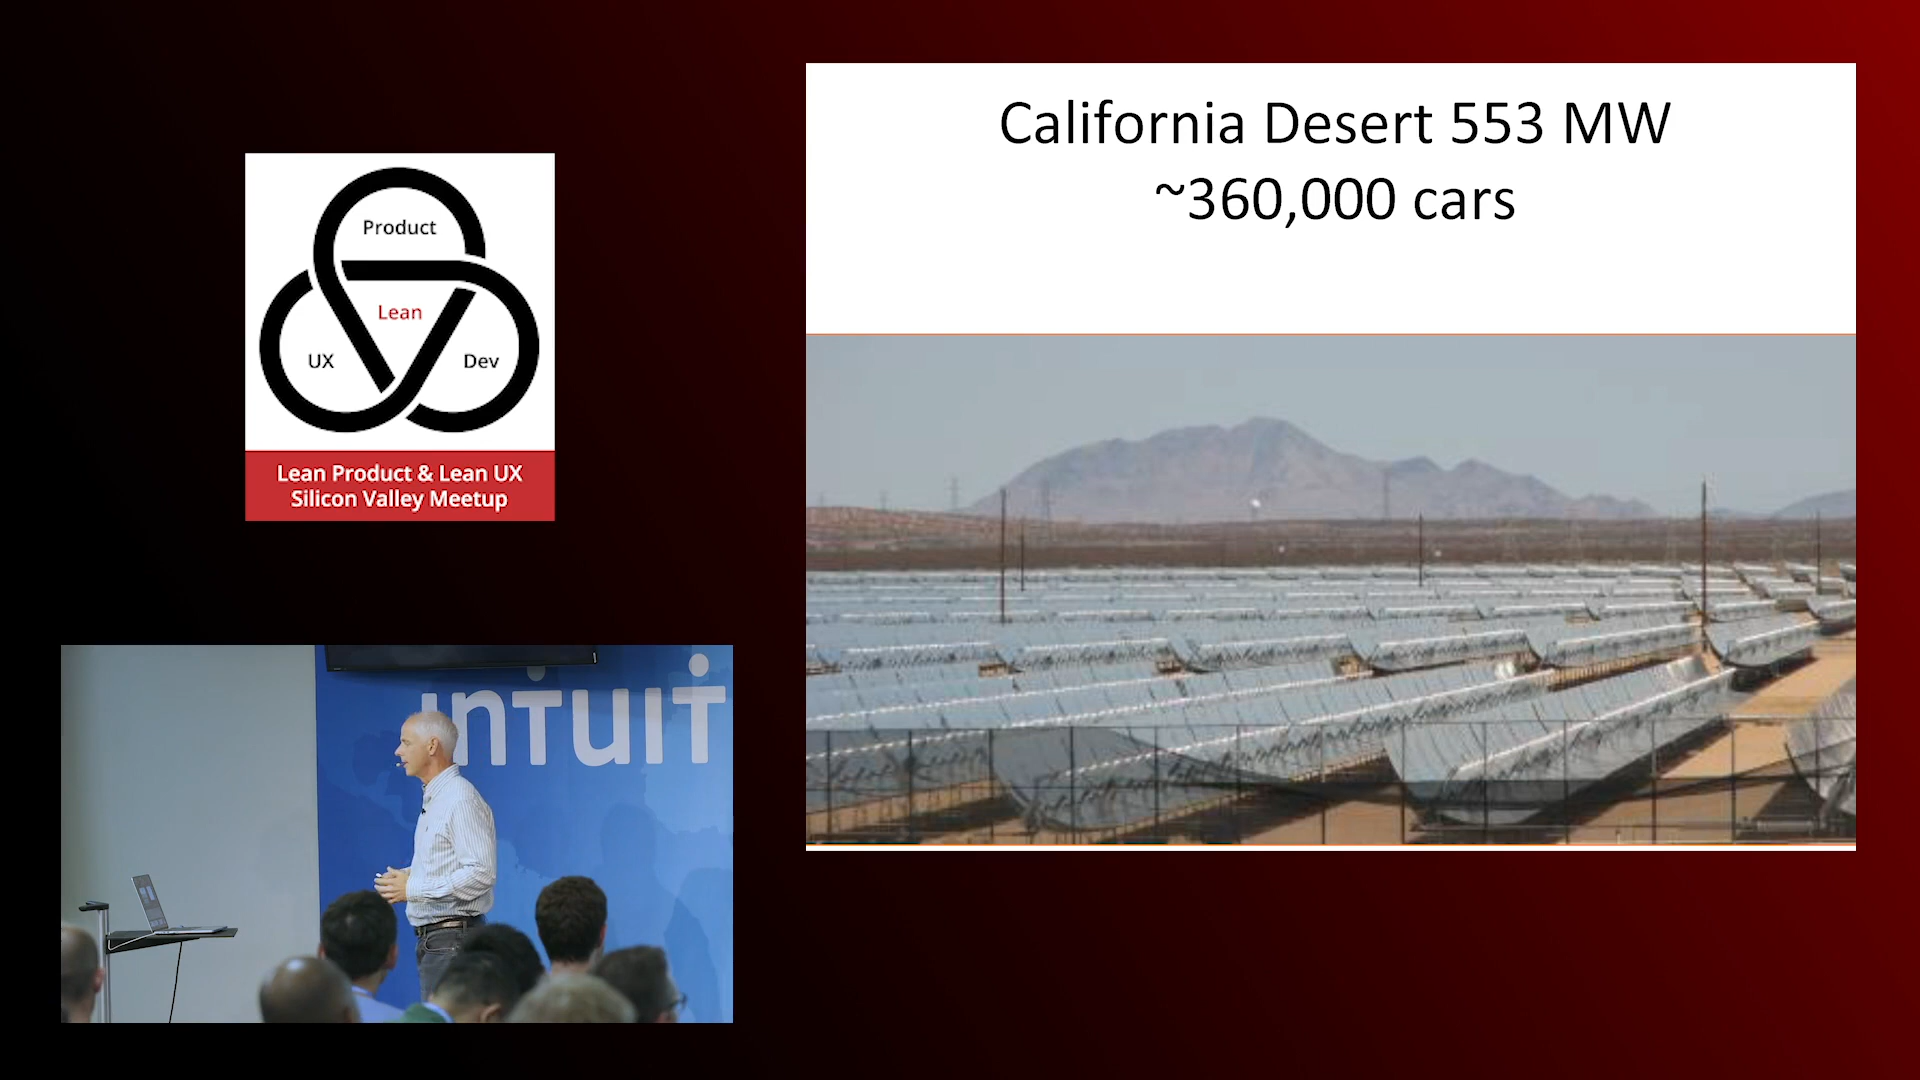 Product
Lean
UX
Dev
Lean Product & Lean UX
Silicon Valley Meetup
California Desert 553 MW
~360,000 cars
intuit